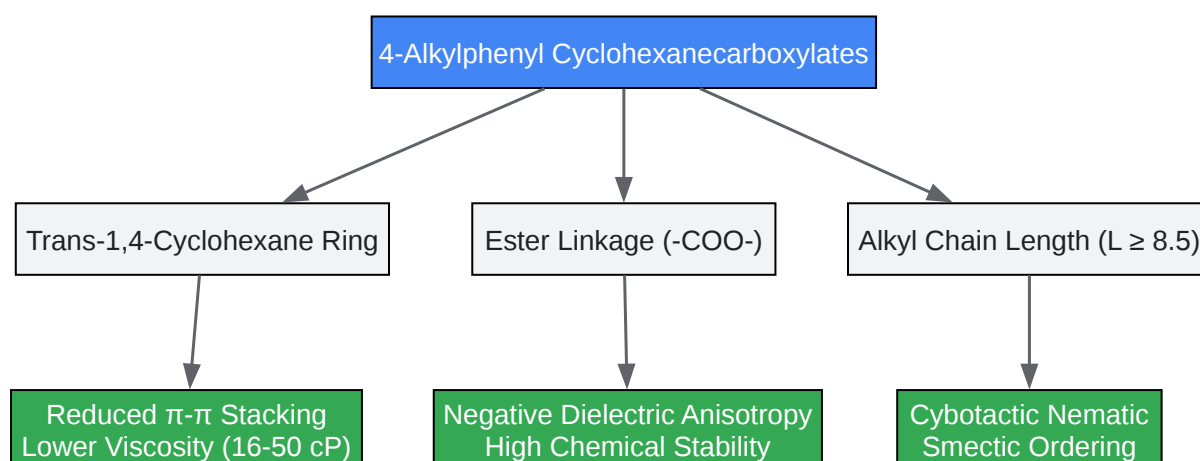 4-Alkylphenyl Cyclohexanecarboxylates
Trans-1,4-Cyclohexane Ring
Ester Linkage (-COO-)
Alkyl Chain Length (L ≥ 8.5)
Reduced π-π Stacking
Lower Viscosity (16-50 cP)
Negative Dielectric Anisotropy
High Chemical Stability
Cybotactic Nematic
Smectic Ordering